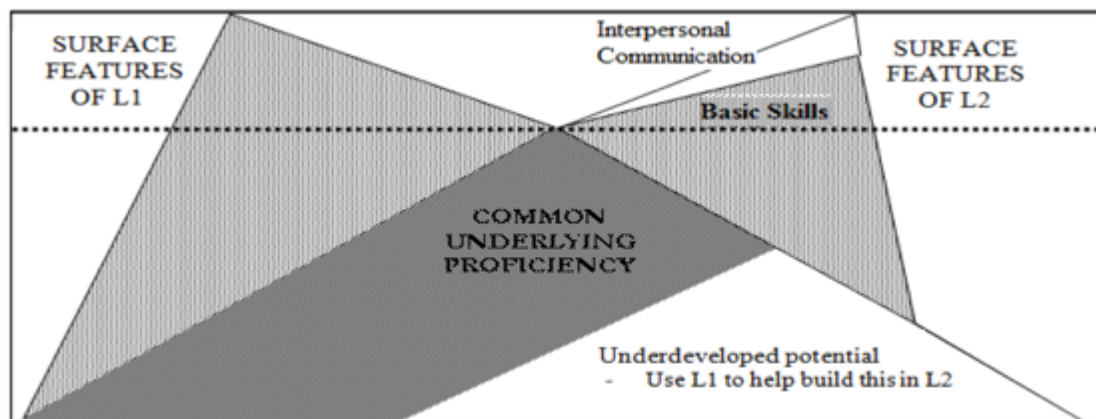 SURFACE
FEATURES
OF L1
Interpersonal
Communication
SURFACE
FEATURES
OF L2
Basic Skills
COMMON
UNDERLYING
PROFICIENCY
Underdeveloped potential
- Use L1 to help build this in L2